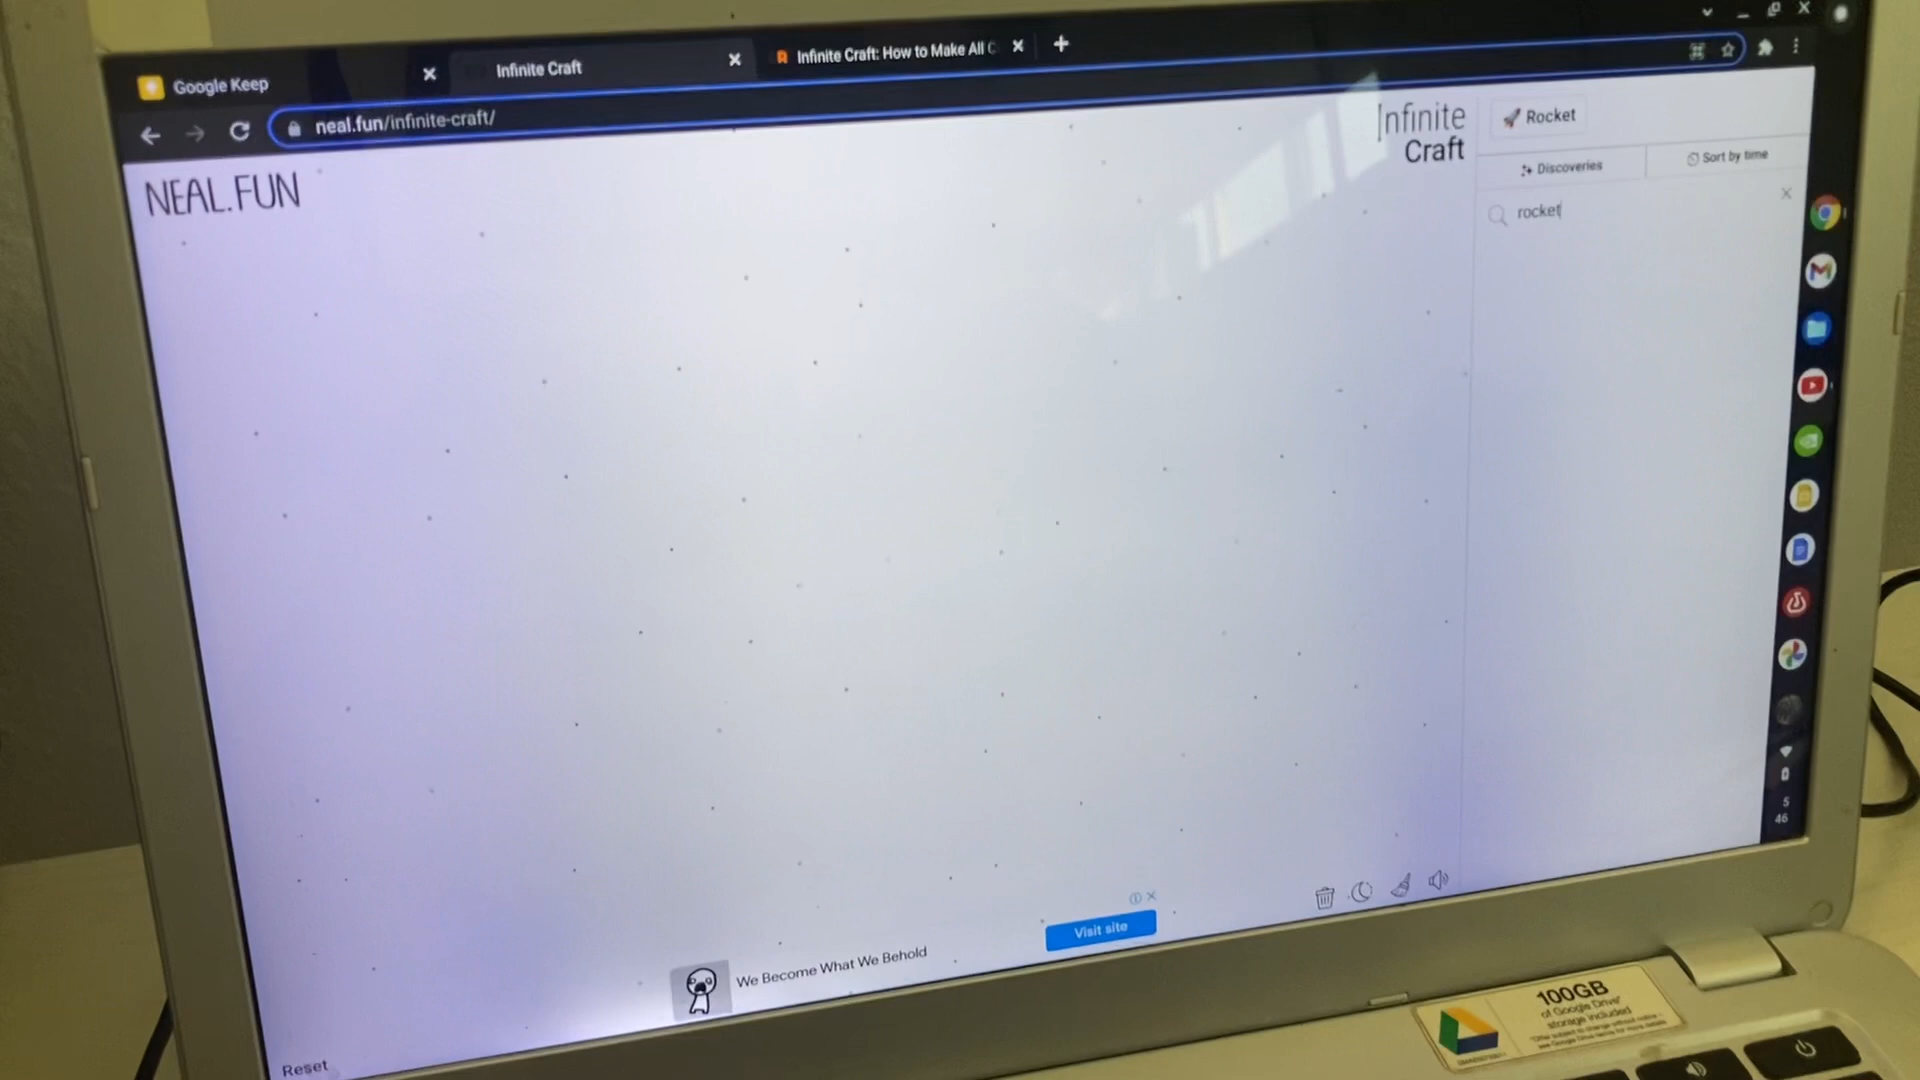 Google Keep
Infinite Craft
Infinite Craft: How to Make All C
neal.fun/infinite-craft/
NEAL.FUN
Infinite
Craft
🚀 Rocket
Discoveries
Sort by time
rocket
5
46
Visit site
We Become What We Behold
Reset
100GB
of Google Drive
storage included